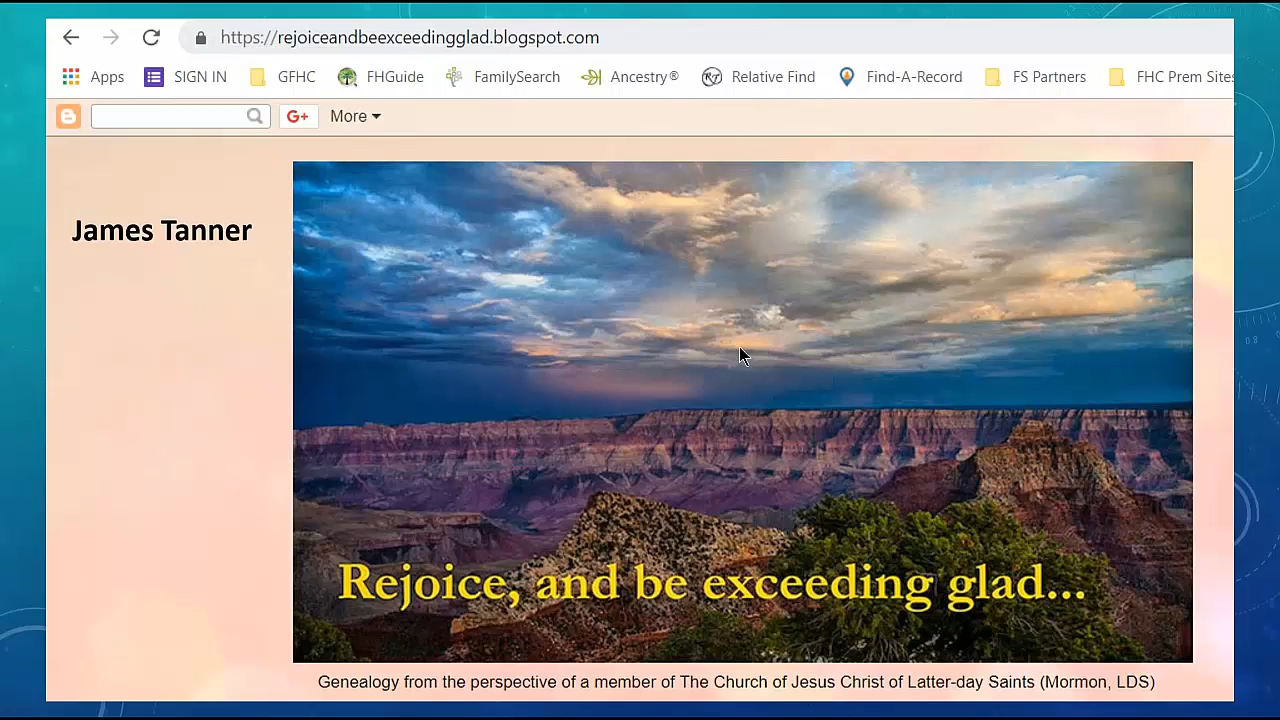 https://rejoiceandbeexceedingglad.blogspot.com
Apps SIGN IN GFHC FHGuide FamilySearch Ancestry® Relative Find Find-A-Record FS Partners FHC Prem Sites
G+ More
James Tanner
Rejoice, and be exceeding glad...
Genealogy from the perspective of a member of The Church of Jesus Christ of Latter-day Saints (Mormon, LDS)